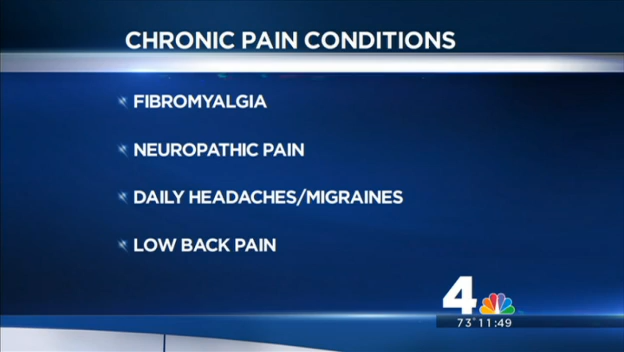 CHRONIC PAIN CONDITIONS
FIBROMYALGIA
NEUROPATHIC PAIN
DAILY HEADACHES/MIGRAINES
LOW BACK PAIN
4
73° 11:49